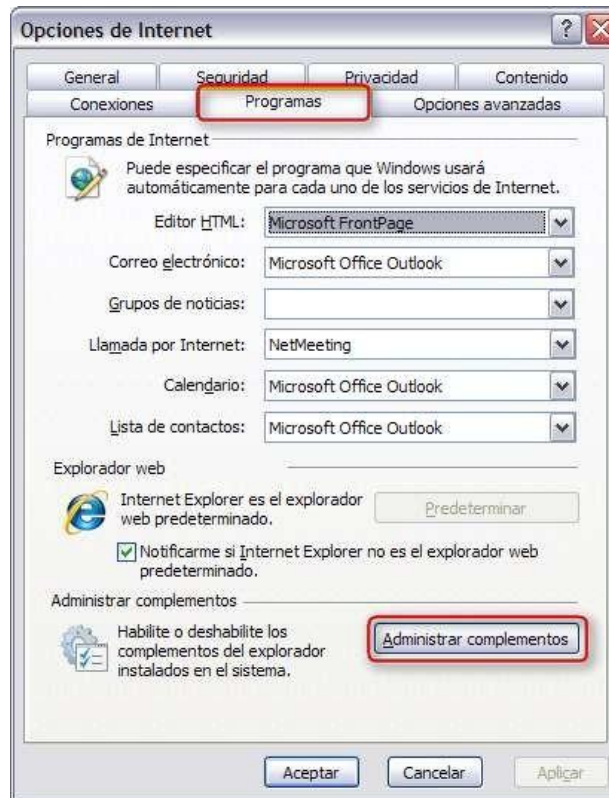 Opciones de Internet
General
Seguridad
Privacidad
Contenido
Conexiones
Programas
Opciones avanzadas
Programas de Internet
Puede especificar el programa que Windows usará
automáticamente para cada uno de los servicios de Internet.
Editor HTML: Microsoft FrontPage
Correo electrónico: Microsoft Office Outlook
Grupos de noticias:
Llamada por Internet: NetMeeting
Calendario: Microsoft Office Outlook
Lista de contactos: Microsoft Office Outlook
Explorador web
Internet Explorer es el explorador
web predeterminado.
Predeterminar
Notificarme si Internet Explorer no es el explorador web
predeterminado.
Administrar complementos
Habilite o deshabilite los
complementos del explorador
instalados en el sistema.
Administrar complementos
Aceptar
Cancelar
Aplicar